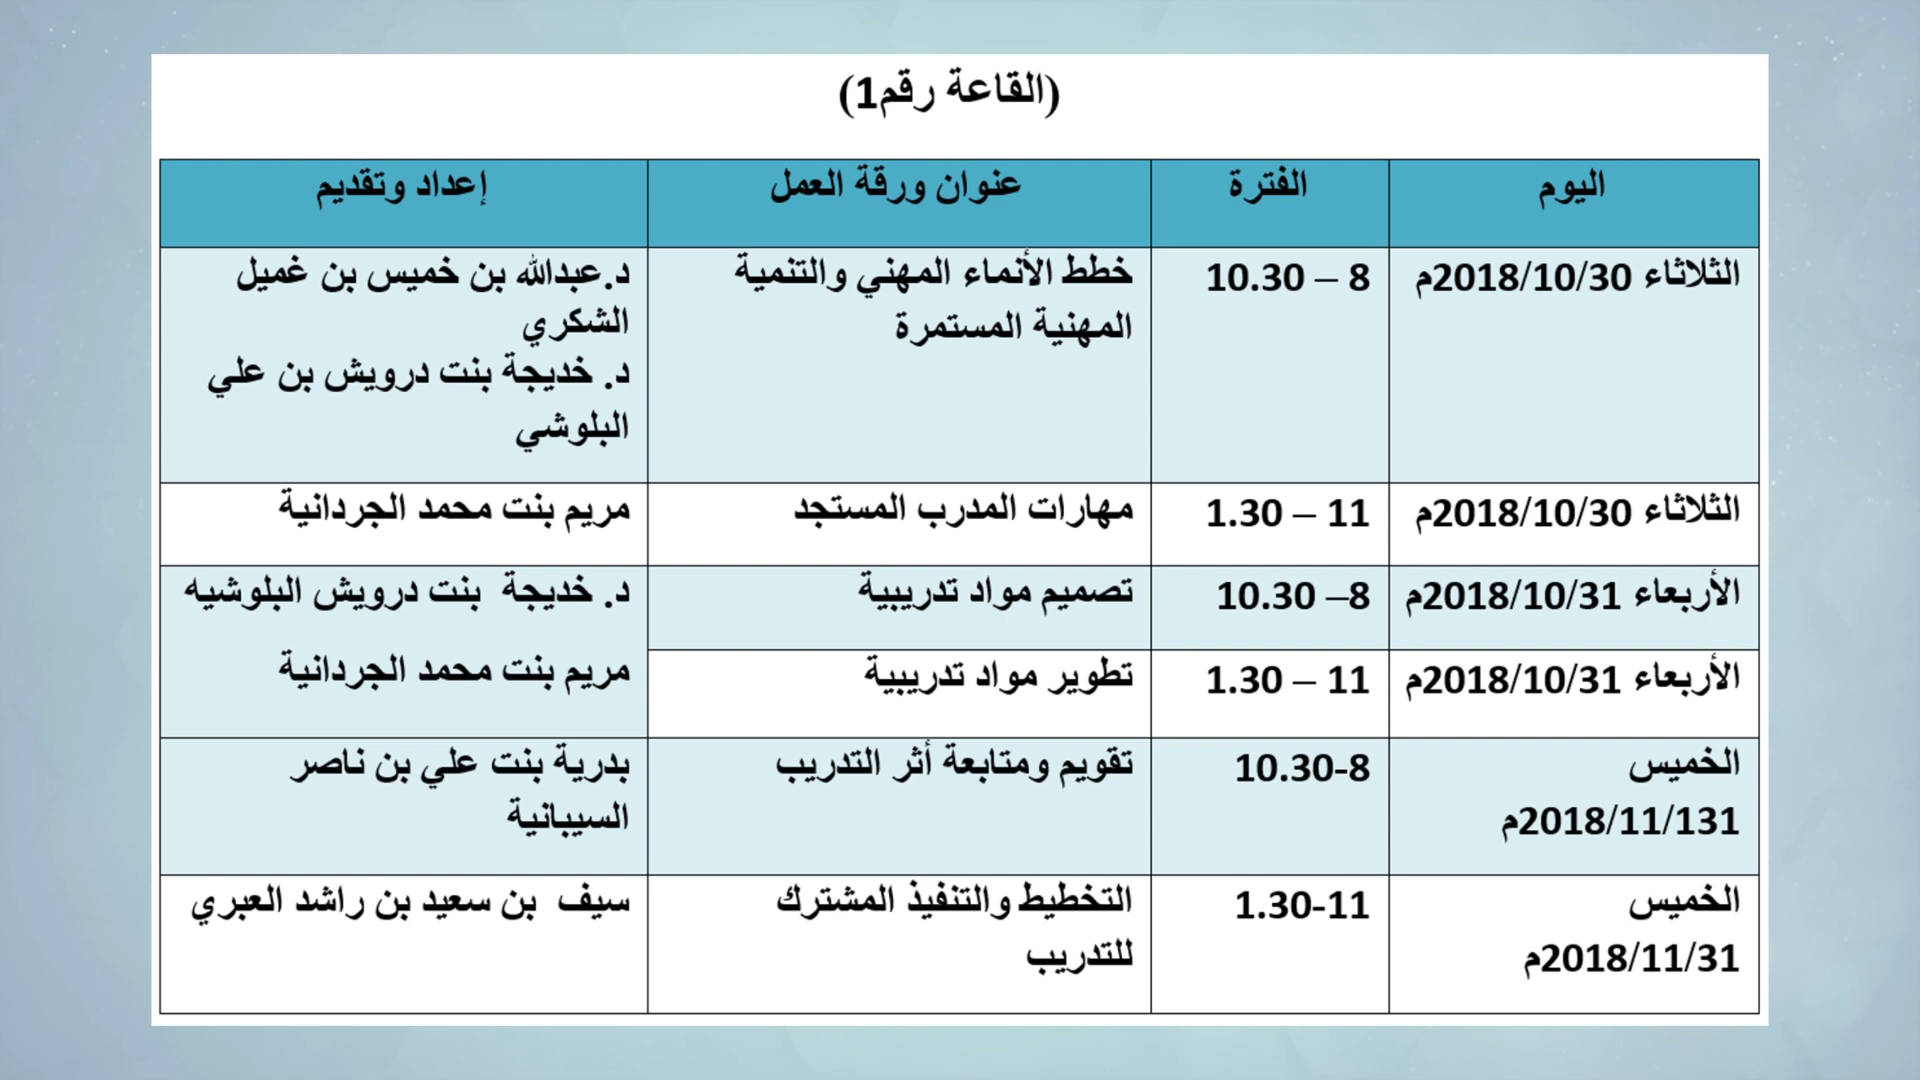 (القاعة رقم1)
اليوم
الفترة
عنوان ورقة العمل
إعداد وتقديم
الثلاثاء 2018/10/30م
8 – 10.30
خطط الأنماء المهني والتنمية
المهنية المستمرة
د.عبدالله بن خميس بن غميل
الشكري
د. خديجة بنت درويش بن علي
البلوشي
الثلاثاء 2018/10/30م
11 – 1.30
مهارات المدرب المستجد
مريم بنت محمد الجردانية
الأربعاء 2018/10/31م
8– 10.30
تصميم مواد تدريبية
د. خديجة بنت درويش البلوشيه
الأربعاء 2018/10/31م
11 – 1.30
تطوير مواد تدريبية
مريم بنت محمد الجردانية
الخميس
2018/11/131م
8-10.30
تقويم ومتابعة أثر التدريب
بدرية بنت علي بن ناصر
السيبانية
الخميس
2018/11/31م
11-1.30
التخطيط والتنفيذ المشترك
للتدريب
سيف بن سعيد بن راشد العبري